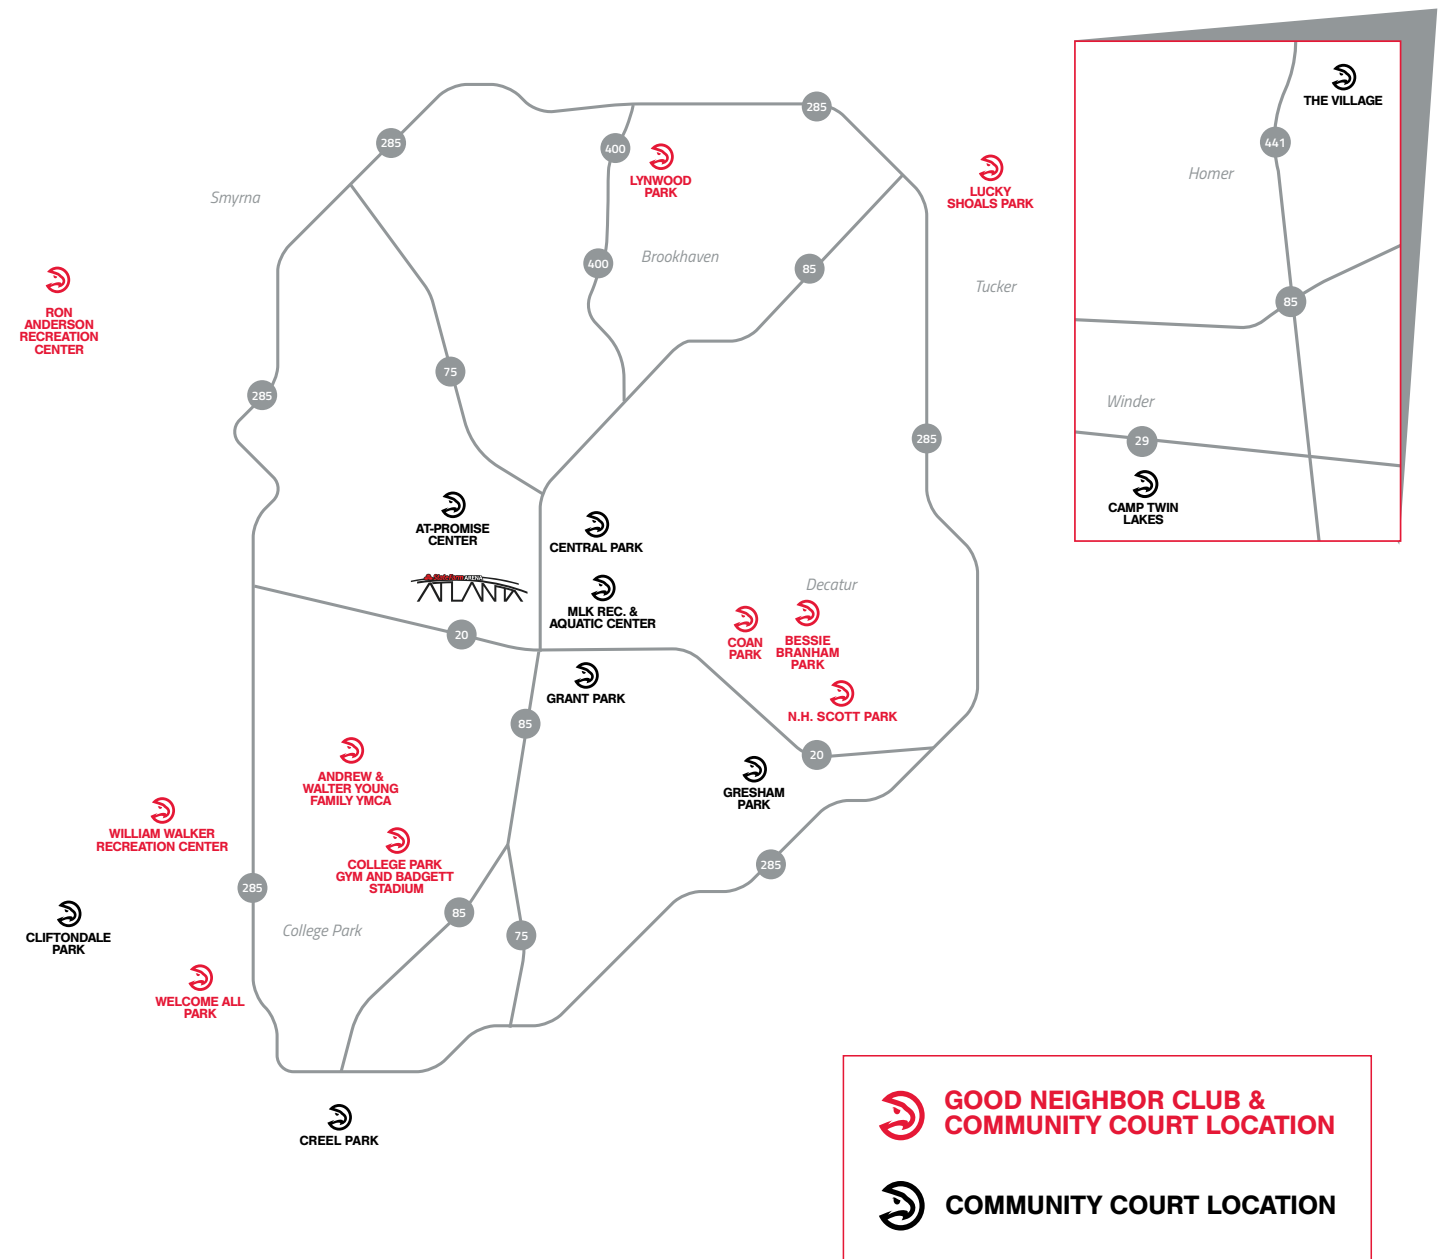 THE VILLAGE
285
285
400
441
LYNWOOD
PARK
LUCKY
SHOALS PARK
Homer
Smyrna
Brookhaven
400
85
Tucker
85
RON
ANDERSON
RECREATION
CENTER
75
285
Winder
285
29
CAMP TWIN
LAKES
AT-PROMISE
CENTER
CENTRAL PARK
State Farm ARENA
ATLANTA
Decatur
MLK REC. &
AQUATIC CENTER
20
COAN
PARK
BESSIE
BRANHAM
PARK
GRANT PARK
N.H. SCOTT PARK
85
20
ANDREW &
WALTER YOUNG
FAMILY YMCA
GRESHAM
PARK
WILLIAM WALKER
RECREATION CENTER
COLLEGE PARK
GYM AND BADGETT
STADIUM
285
285
85
College Park
75
CLIFTONDALE
PARK
WELCOME ALL
PARK
CREEL PARK
GOOD NEIGHBOR CLUB &
COMMUNITY COURT LOCATION
COMMUNITY COURT LOCATION